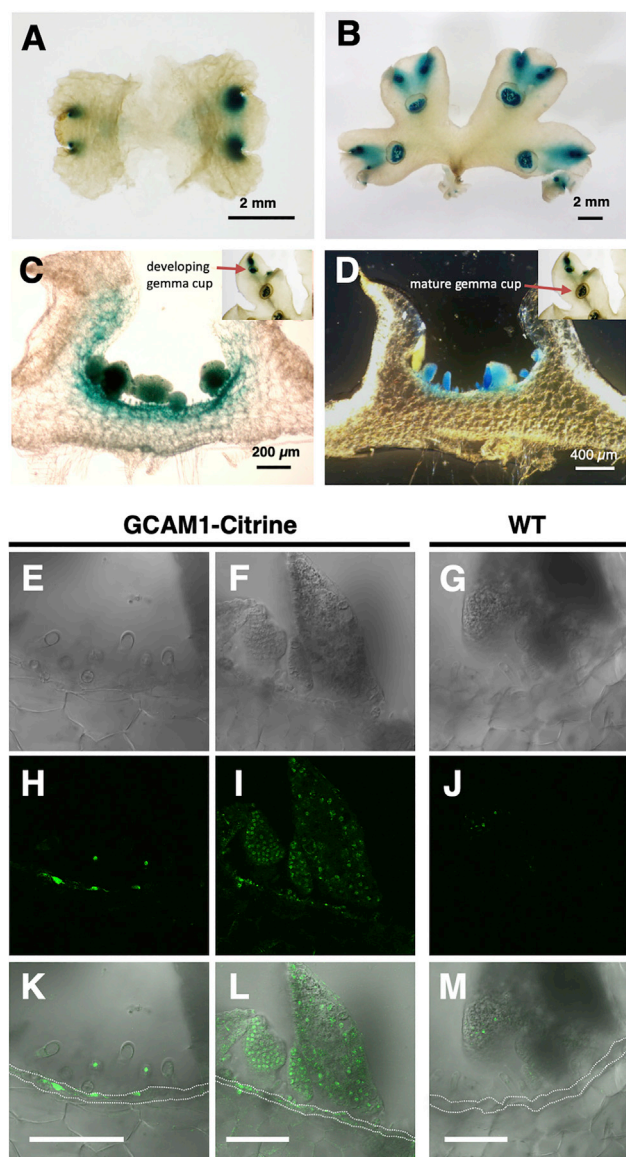 A
B
2 mm
2 mm
C
developing
gemma cup
D
mature gemma cup
200 µm
400 µm
GCAM1-Citrine
WT
E
F
G
H
I
J
K
L
M